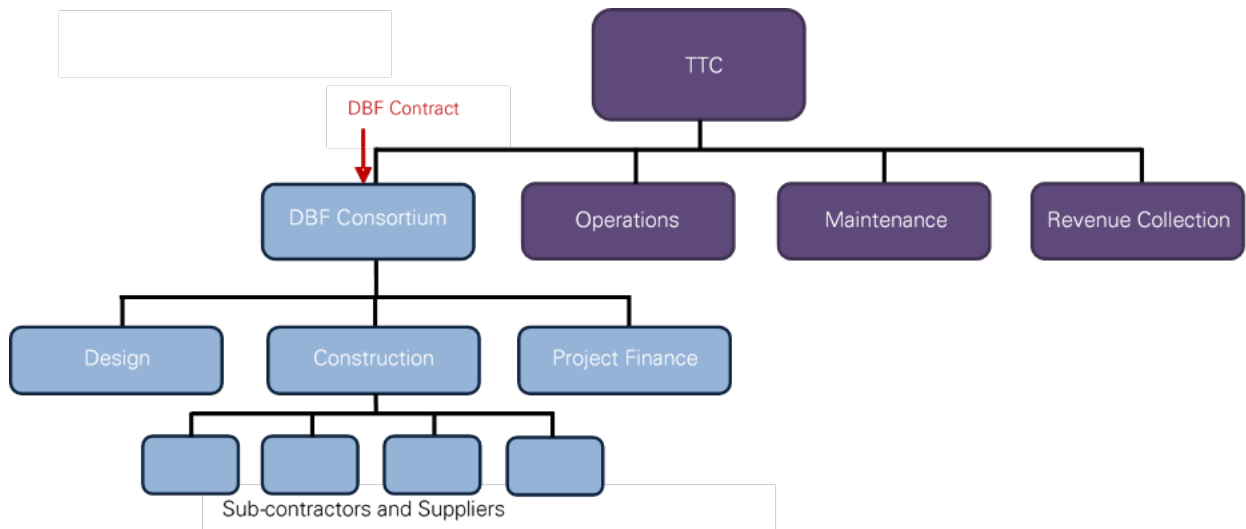 TTC
DBF Contract
DBF Consortium
Operations
Maintenance
Revenue Collection
Design
Construction
Project Finance
Sub-contractors and Suppliers